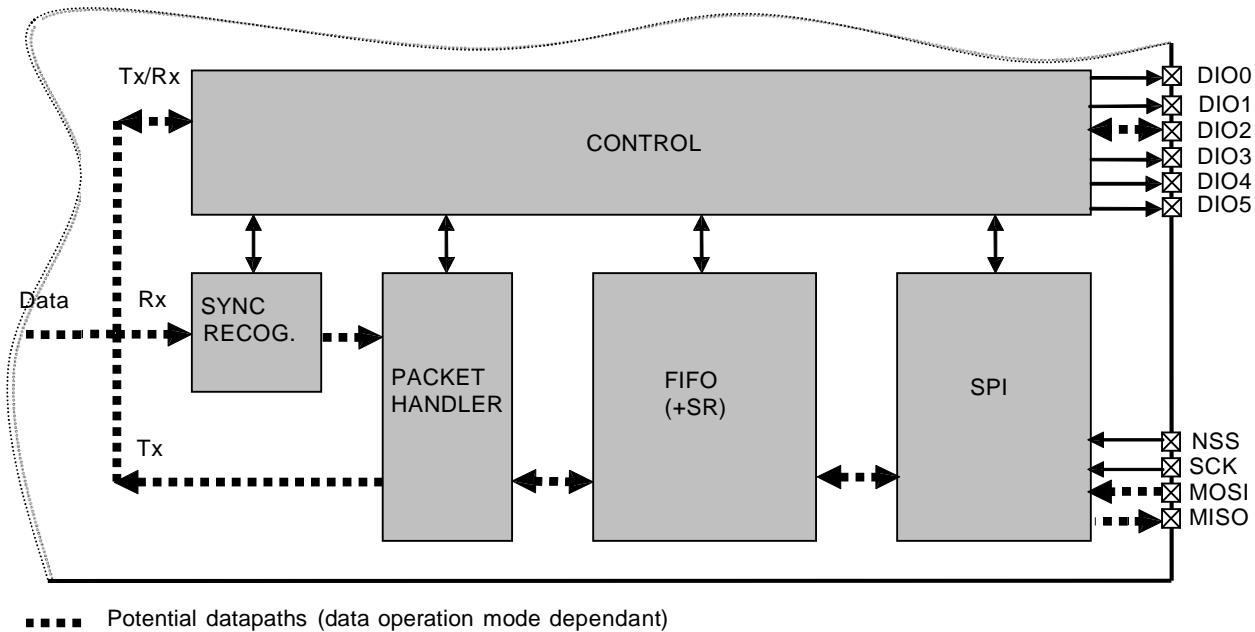 Tx/Rx
CONTROL
DIO0
DIO1
DIO2
DIO3
DIO4
DIO5
Data
Rx
SYNC
RECOG.
PACKET
HANDLER
FIFO
(+SR)
SPI
Tx
NSS
SCK
MOSI
MISO
Potential datapaths (data operation mode dependant)